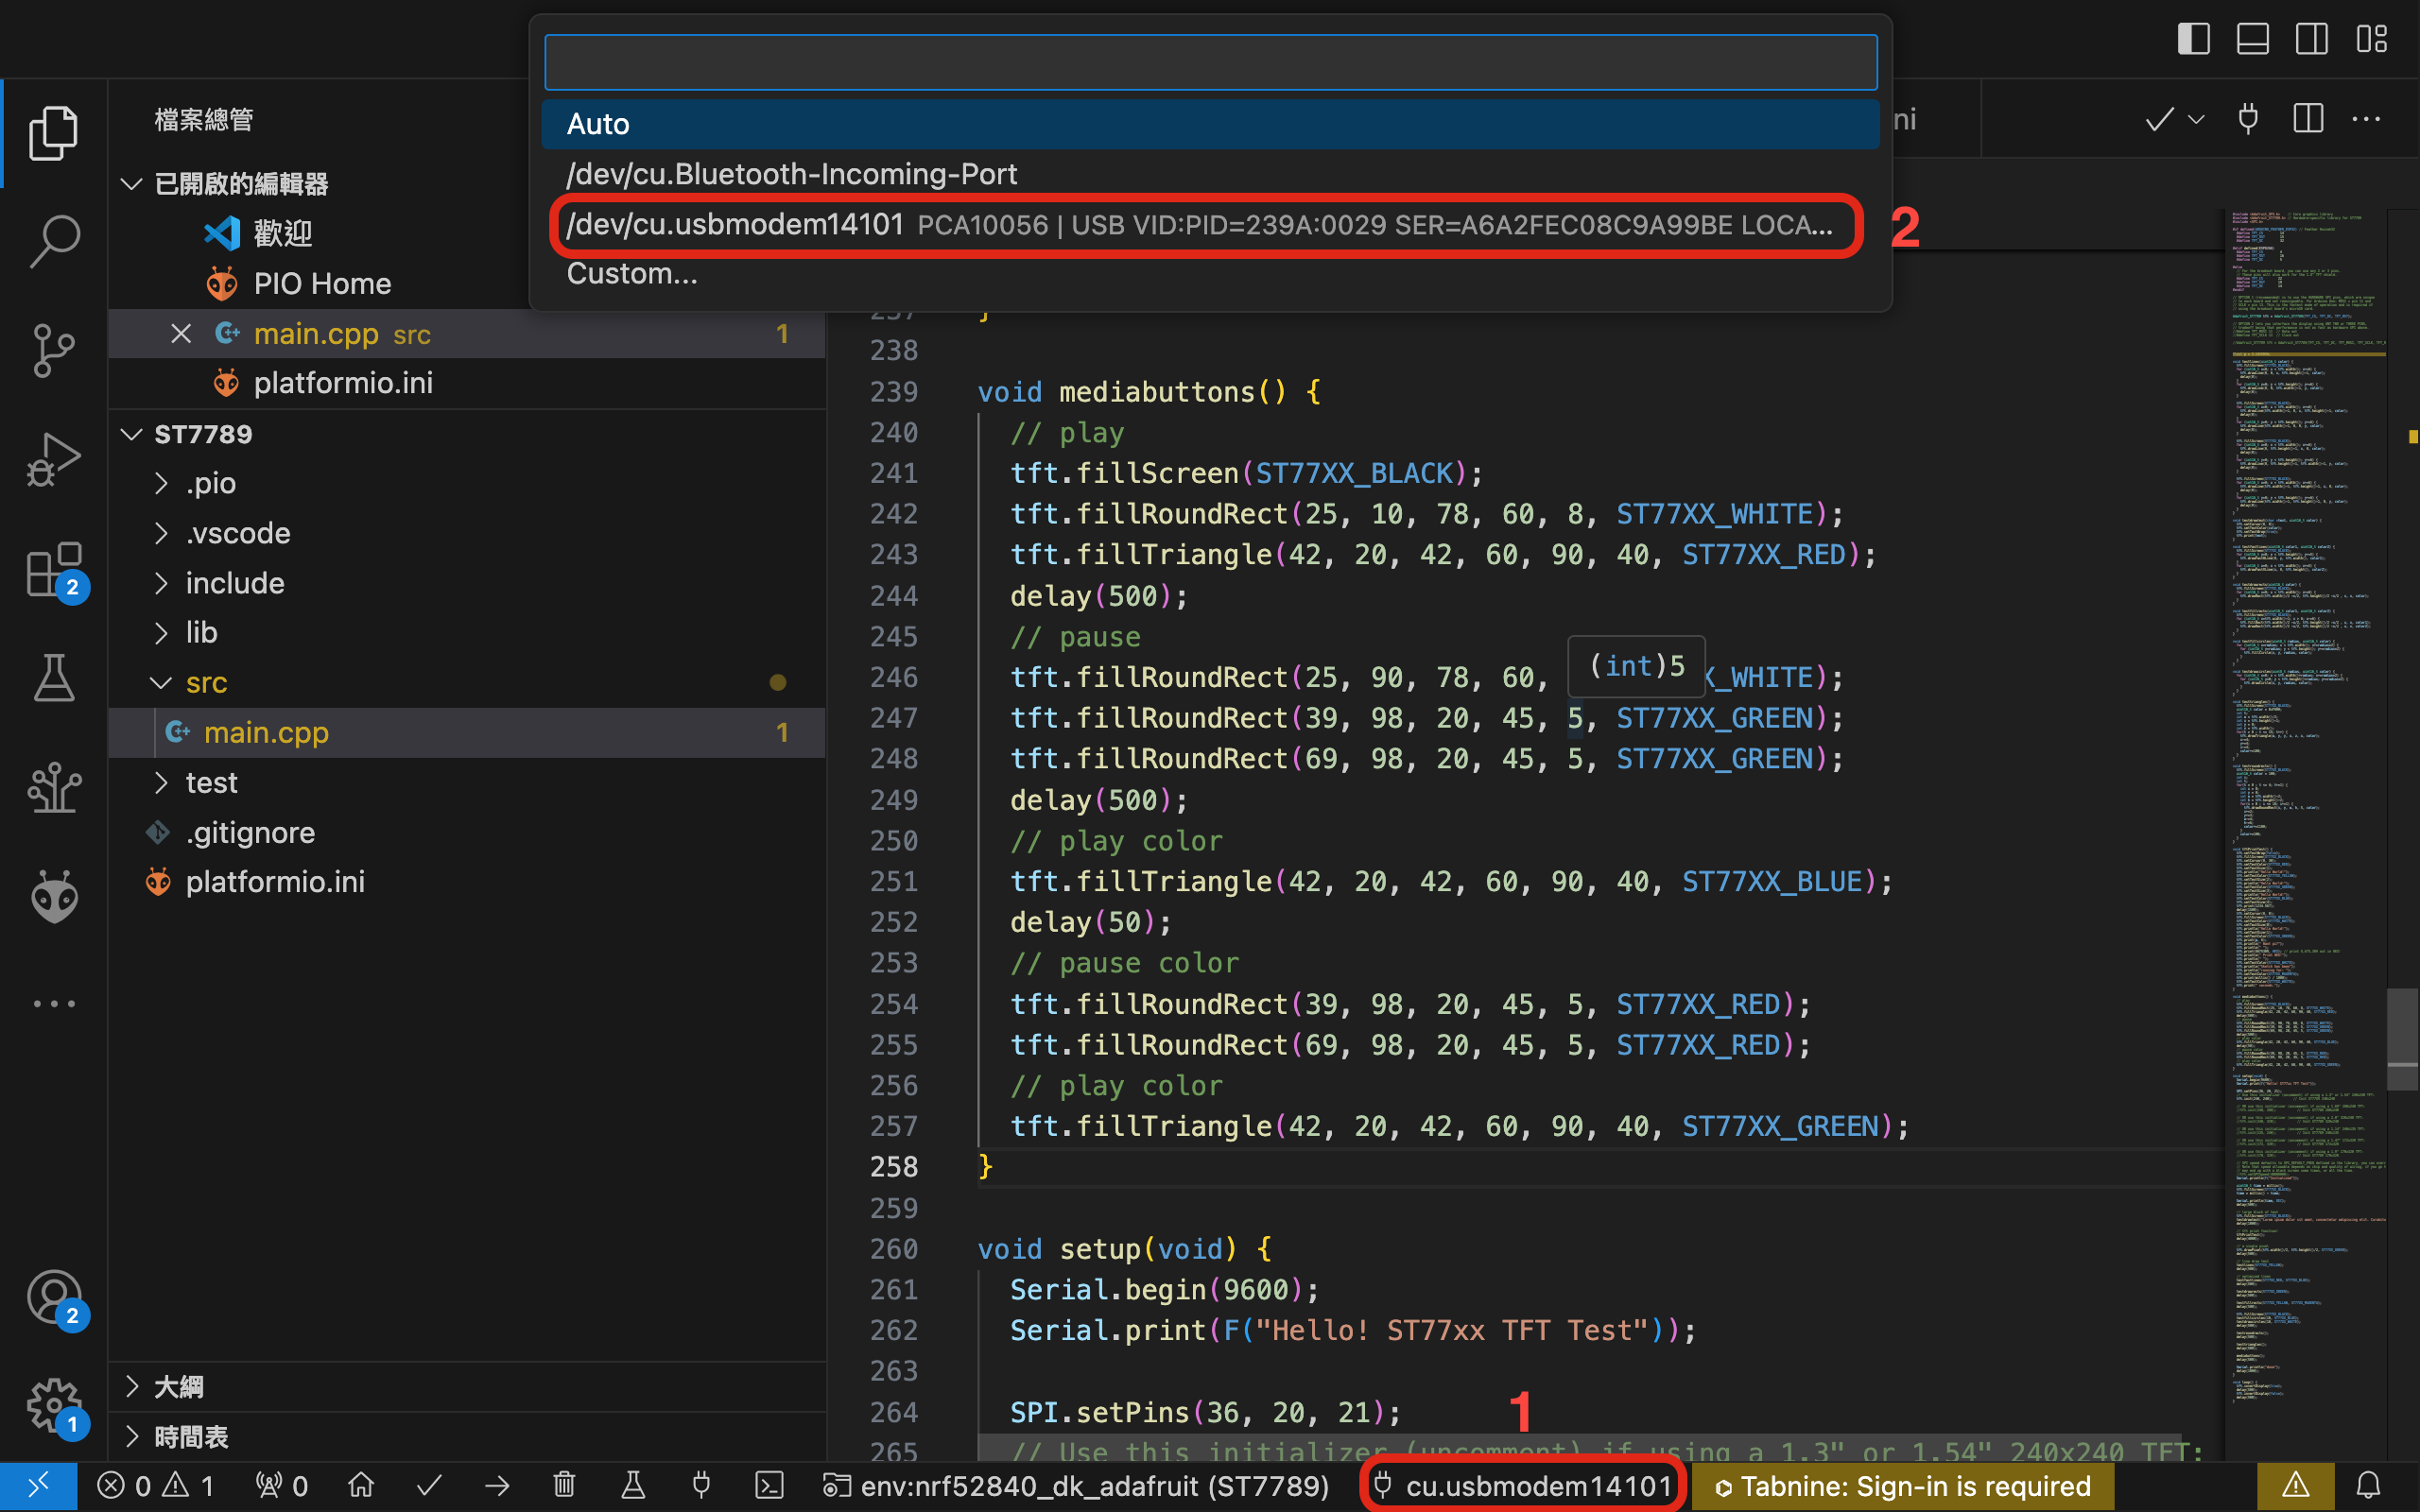 Auto
/dev/cu.Bluetooth-Incoming-Port
/dev/cu.usbmodem14101 PCA10056 | USB VID:PID=239A:0029 SER=A6A2FEC08C9A99BE LOCA...
2
Custom...
ni
檔案總管
已開啟的編輯器
歡迎
PIO Home
main.cpp src 1
platformio.ini
ST7789
.pio
.vscode
include
lib
src
main.cpp 1
test
.gitignore
platformio.ini
大綱
時間表
2
2
1
237 }
238
239 void mediabuttons() {
240 // play
241 tft.fillScreen(ST77XX_BLACK);
242 tft.fillRoundRect(25, 10, 78, 60, 8, ST77XX_WHITE);
243 tft.fillTriangle(42, 20, 42, 60, 90, 40, ST77XX_RED);
244 delay(500);
245 // pause
(int)5
246 tft.fillRoundRect(25, 90, 78, 60, X_WHITE);
247 tft.fillRoundRect(39, 98, 20, 45, 5, ST77XX_GREEN);
248 tft.fillRoundRect(69, 98, 20, 45, 5, ST77XX_GREEN);
249 delay(500);
250 // play color
251 tft.fillTriangle(42, 20, 42, 60, 90, 40, ST77XX_BLUE);
252 delay(50);
253 // pause color
254 tft.fillRoundRect(39, 98, 20, 45, 5, ST77XX_RED);
255 tft.fillRoundRect(69, 98, 20, 45, 5, ST77XX_RED);
256 // play color
257 tft.fillTriangle(42, 20, 42, 60, 90, 40, ST77XX_GREEN);
258 }
259
260 void setup(void) {
261 Serial.begin(9600);
262 Serial.print(F("Hello! ST77xx TFT Test"));
263
264 SPI.setPins(36, 20, 21);
1
265 // Use this initializer (uncomment) if using a 1.3" or 1.54" 240x240 TFT:
0 1 0 env:nrf52840_dk_adafruit (ST7789) cu.usbmodem14101 Tabnine: Sign-in is required